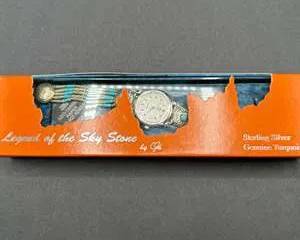 Legend of the Sky Stone
by
Sterling Silver
Genuine Turquoise